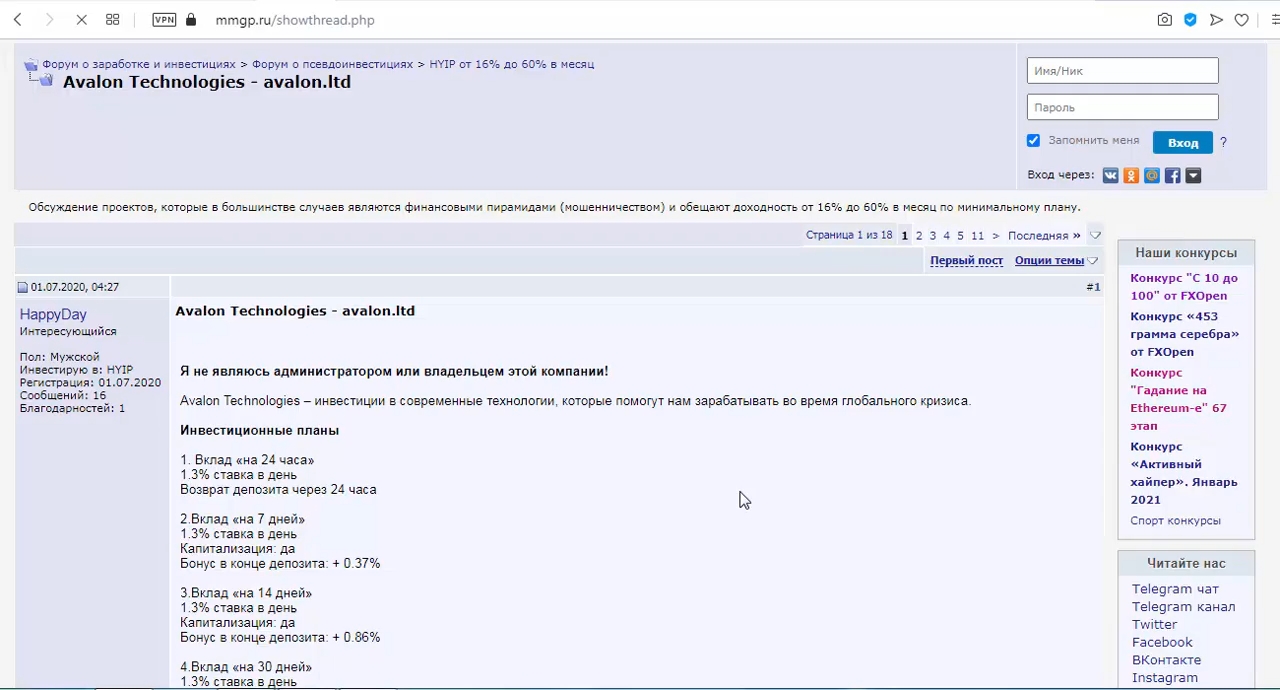 VPN mmgp.ru/showthread.php
Форум о заработке и инвестициях > Форум о псевдоинвестициях > HYIP от 16% до 60% в месяц
Avalon Technologies - avalon.ltd
Имя/Ник
Пароль
Запомнить меня Вход ?
Вход через:
Обсуждение проектов, которые в большинстве случаев являются финансовыми пирамидами (мошенничеством) и обещают доходность от 16% до 60% в месяц по минимальному плану.
Страница 1 из 18 1 2 3 4 5 11 > Последняя »
Первый пост Опции темы
01.07.2020, 04:27 #1
HappyDay
Интересующийся
Пол: Мужской
Инвестирую в: HYIP
Регистрация: 01.07.2020
Сообщений: 16
Благодарностей: 1
Avalon Technologies - avalon.ltd
Я не являюсь администратором или владельцем этой компании!
Avalon Technologies – инвестиции в современные технологии, которые помогут нам зарабатывать во время глобального кризиса.
Инвестиционные планы
1. Вклад «на 24 часа»
1.3% ставка в день
Возврат депозита через 24 часа
2.Вклад «на 7 дней»
1.3% ставка в день
Капитализация: да
Бонус в конце депозита: + 0.37%
3.Вклад «на 14 дней»
1.3% ставка в день
Капитализация: да
Бонус в конце депозита: + 0.86%
4.Вклад «на 30 дней»
1.3% ставка в день
Наши конкурсы
Конкурс "С 10 до
100" от FXOpen
Конкурс «453
грамма серебра»
от FXOpen
Конкурс
"Гадание на
Ethereum-е" 67
этап
Конкурс
«Активный
хайпер». Январь
2021
Спорт конкурсы
Читайте нас
Telegram чат
Telegram канал
Twitter
Facebook
ВКонтакте
Instagram